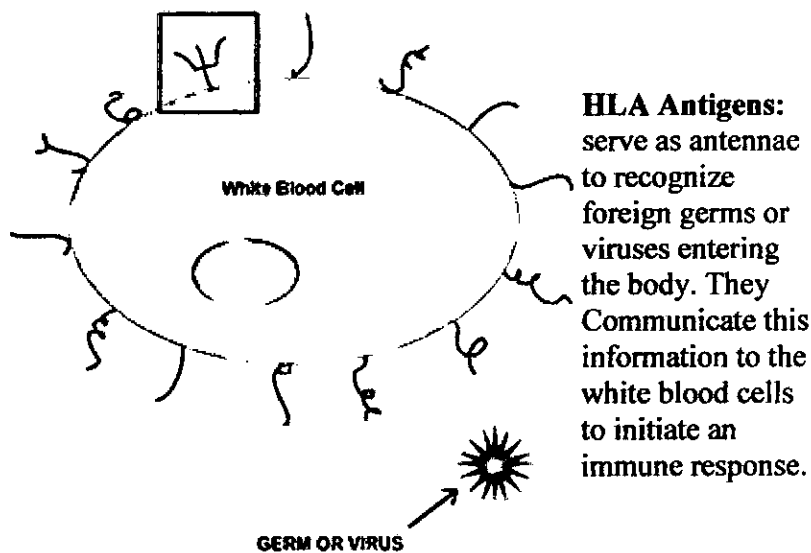 HLA Antigens:
serve as antennae
to recognize
foreign germs or
viruses entering
the body. They
Communicate this
information to the
white blood cells
to initiate an
immune response.
White Blood Cell
GERM OR VIRUS